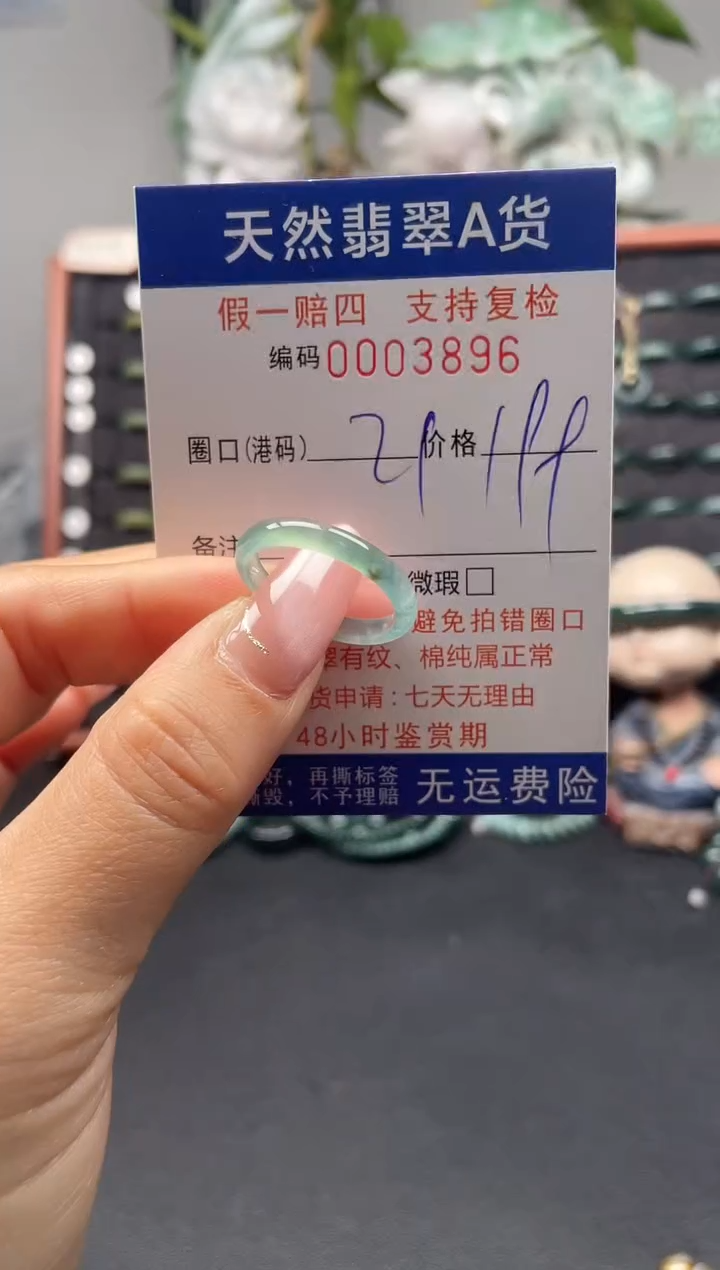 天然翡翠A货
假一赔四 支持复检
编码0003896
圈口(港码) 价格
备注
微瑕
避免拍错圈口
有纹、棉纯属正常
货申请：七天无理由
48小时鉴赏期
好，再撕标签
撕毁，不予理赔
无运费险